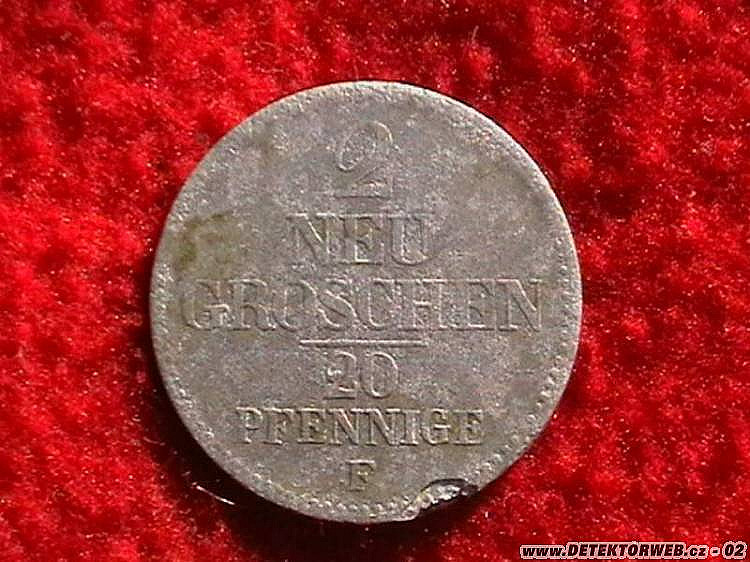 2
NEU
GROSCHEN
20
PFENNIGE
F
www.DETEKTORWEB.cz - 02